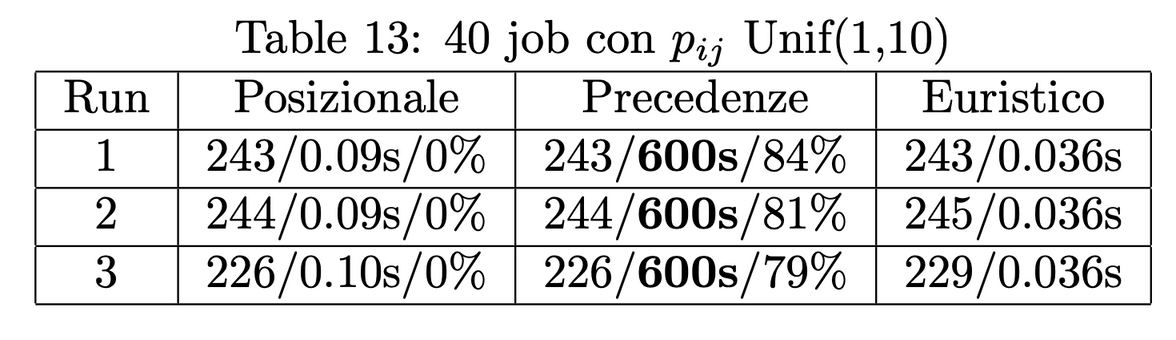 Table 13: 40 job con pij Unif(1,10)
Run Posizionale Precedenze Euristico
1 243/0.09s/0% 243/600s/84% 243/0.036s
2 244/0.09s/0% 244/600s/81% 245/0.036s
3 226/0.10s/0% 226/600s/79% 229/0.036s